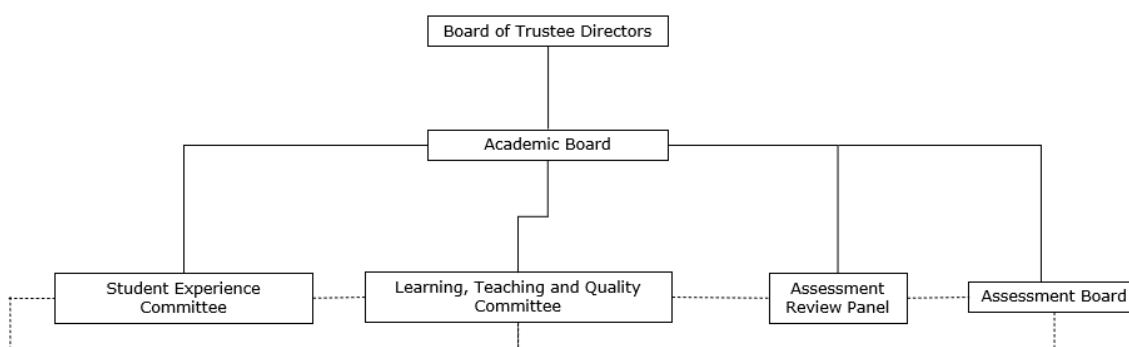 Board of Trustee Directors
Academic Board
Student Experience
Committee
Learning, Teaching and Quality
Committee
Assessment
Review Panel
Assessment Board